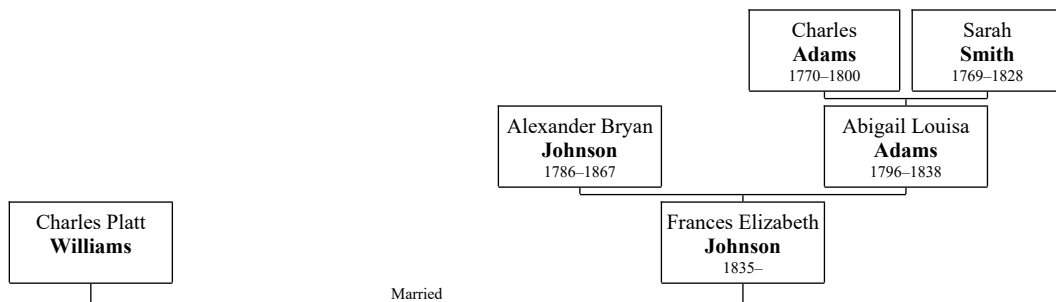 Charles
Adams
1770–1800
Sarah
Smith
1769–1828
Alexander Bryan
Johnson
1786–1867
Abigail Louisa
Adams
1796–1838
Charles Platt
Williams
Frances Elizabeth
Johnson
1835–
Married